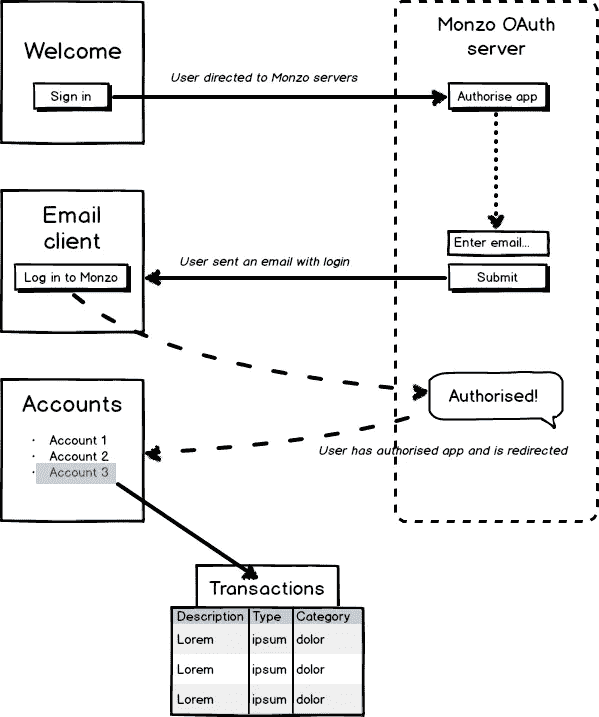 Welcome
Sign in
User directed to Monzo servers
Monzo OAuth
server
Authorise app
Enter email...
Submit
User sent an email with login
Email
client
Log in to Monzo
Authorised!
User has authorised app and is redirected
Accounts
· Account 1
· Account 2
· Account 3
Transactions
Description Type Category
Lorem ipsum dolor
Lorem ipsum dolor
Lorem ipsum dolor